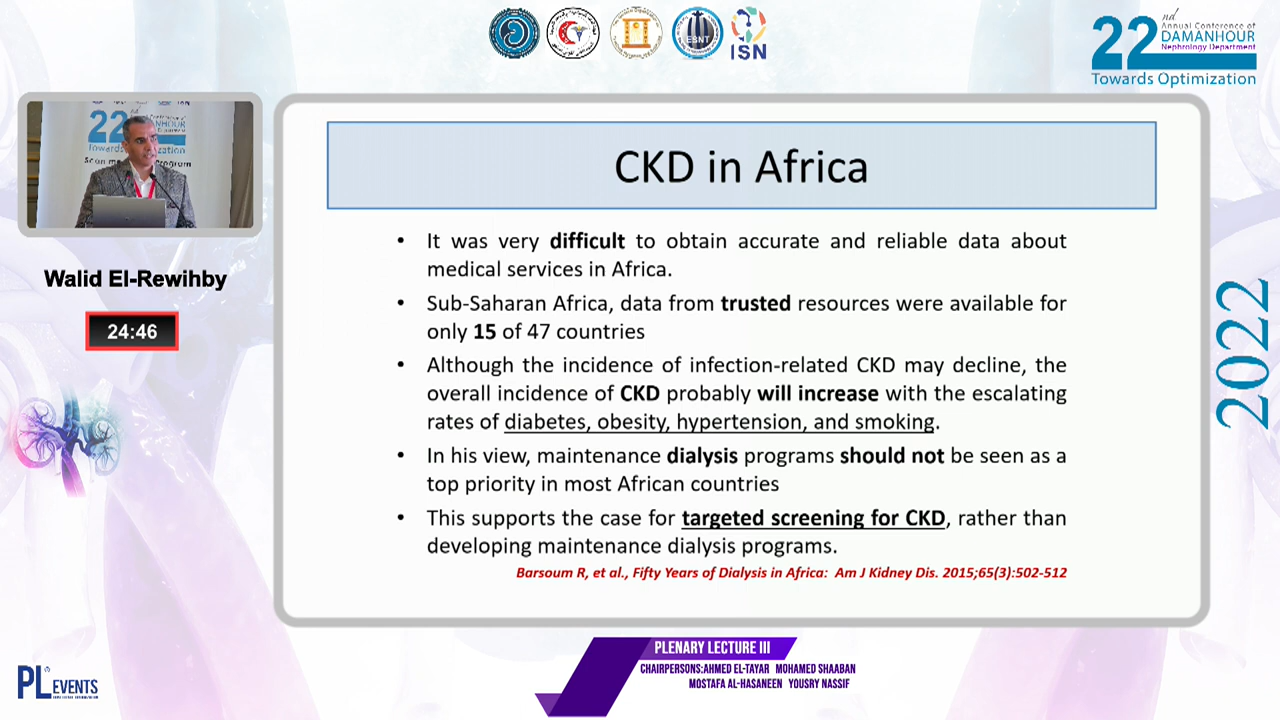 ESNT
ISN
22nd
Annual Conference of
DAMANHOUR
Nephrology Department
Towards Optimization
22
Towards
Walid El-Rewihby
24:46
CKD in Africa
• It was very difficult to obtain accurate and reliable data about
medical services in Africa.
• Sub-Saharan Africa, data from trusted resources were available for
only 15 of 47 countries
• Although the incidence of infection-related CKD may decline, the
overall incidence of CKD probably will increase with the escalating
rates of diabetes, obesity, hypertension, and smoking.
• In his view, maintenance dialysis programs should not be seen as a
top priority in most African countries
• This supports the case for targeted screening for CKD, rather than
developing maintenance dialysis programs.
Barsoum R, et al., Fifty Years of Dialysis in Africa: Am J Kidney Dis. 2015;65(3):502-512
2022
PLENARY LECTURE III
CHAIRPERSONS:AHMED EL-TAYAR MOHAMED SHAABAN
MOSTAFA AL-HASANEEN YOUSRY NASSIF
PL EVENTS